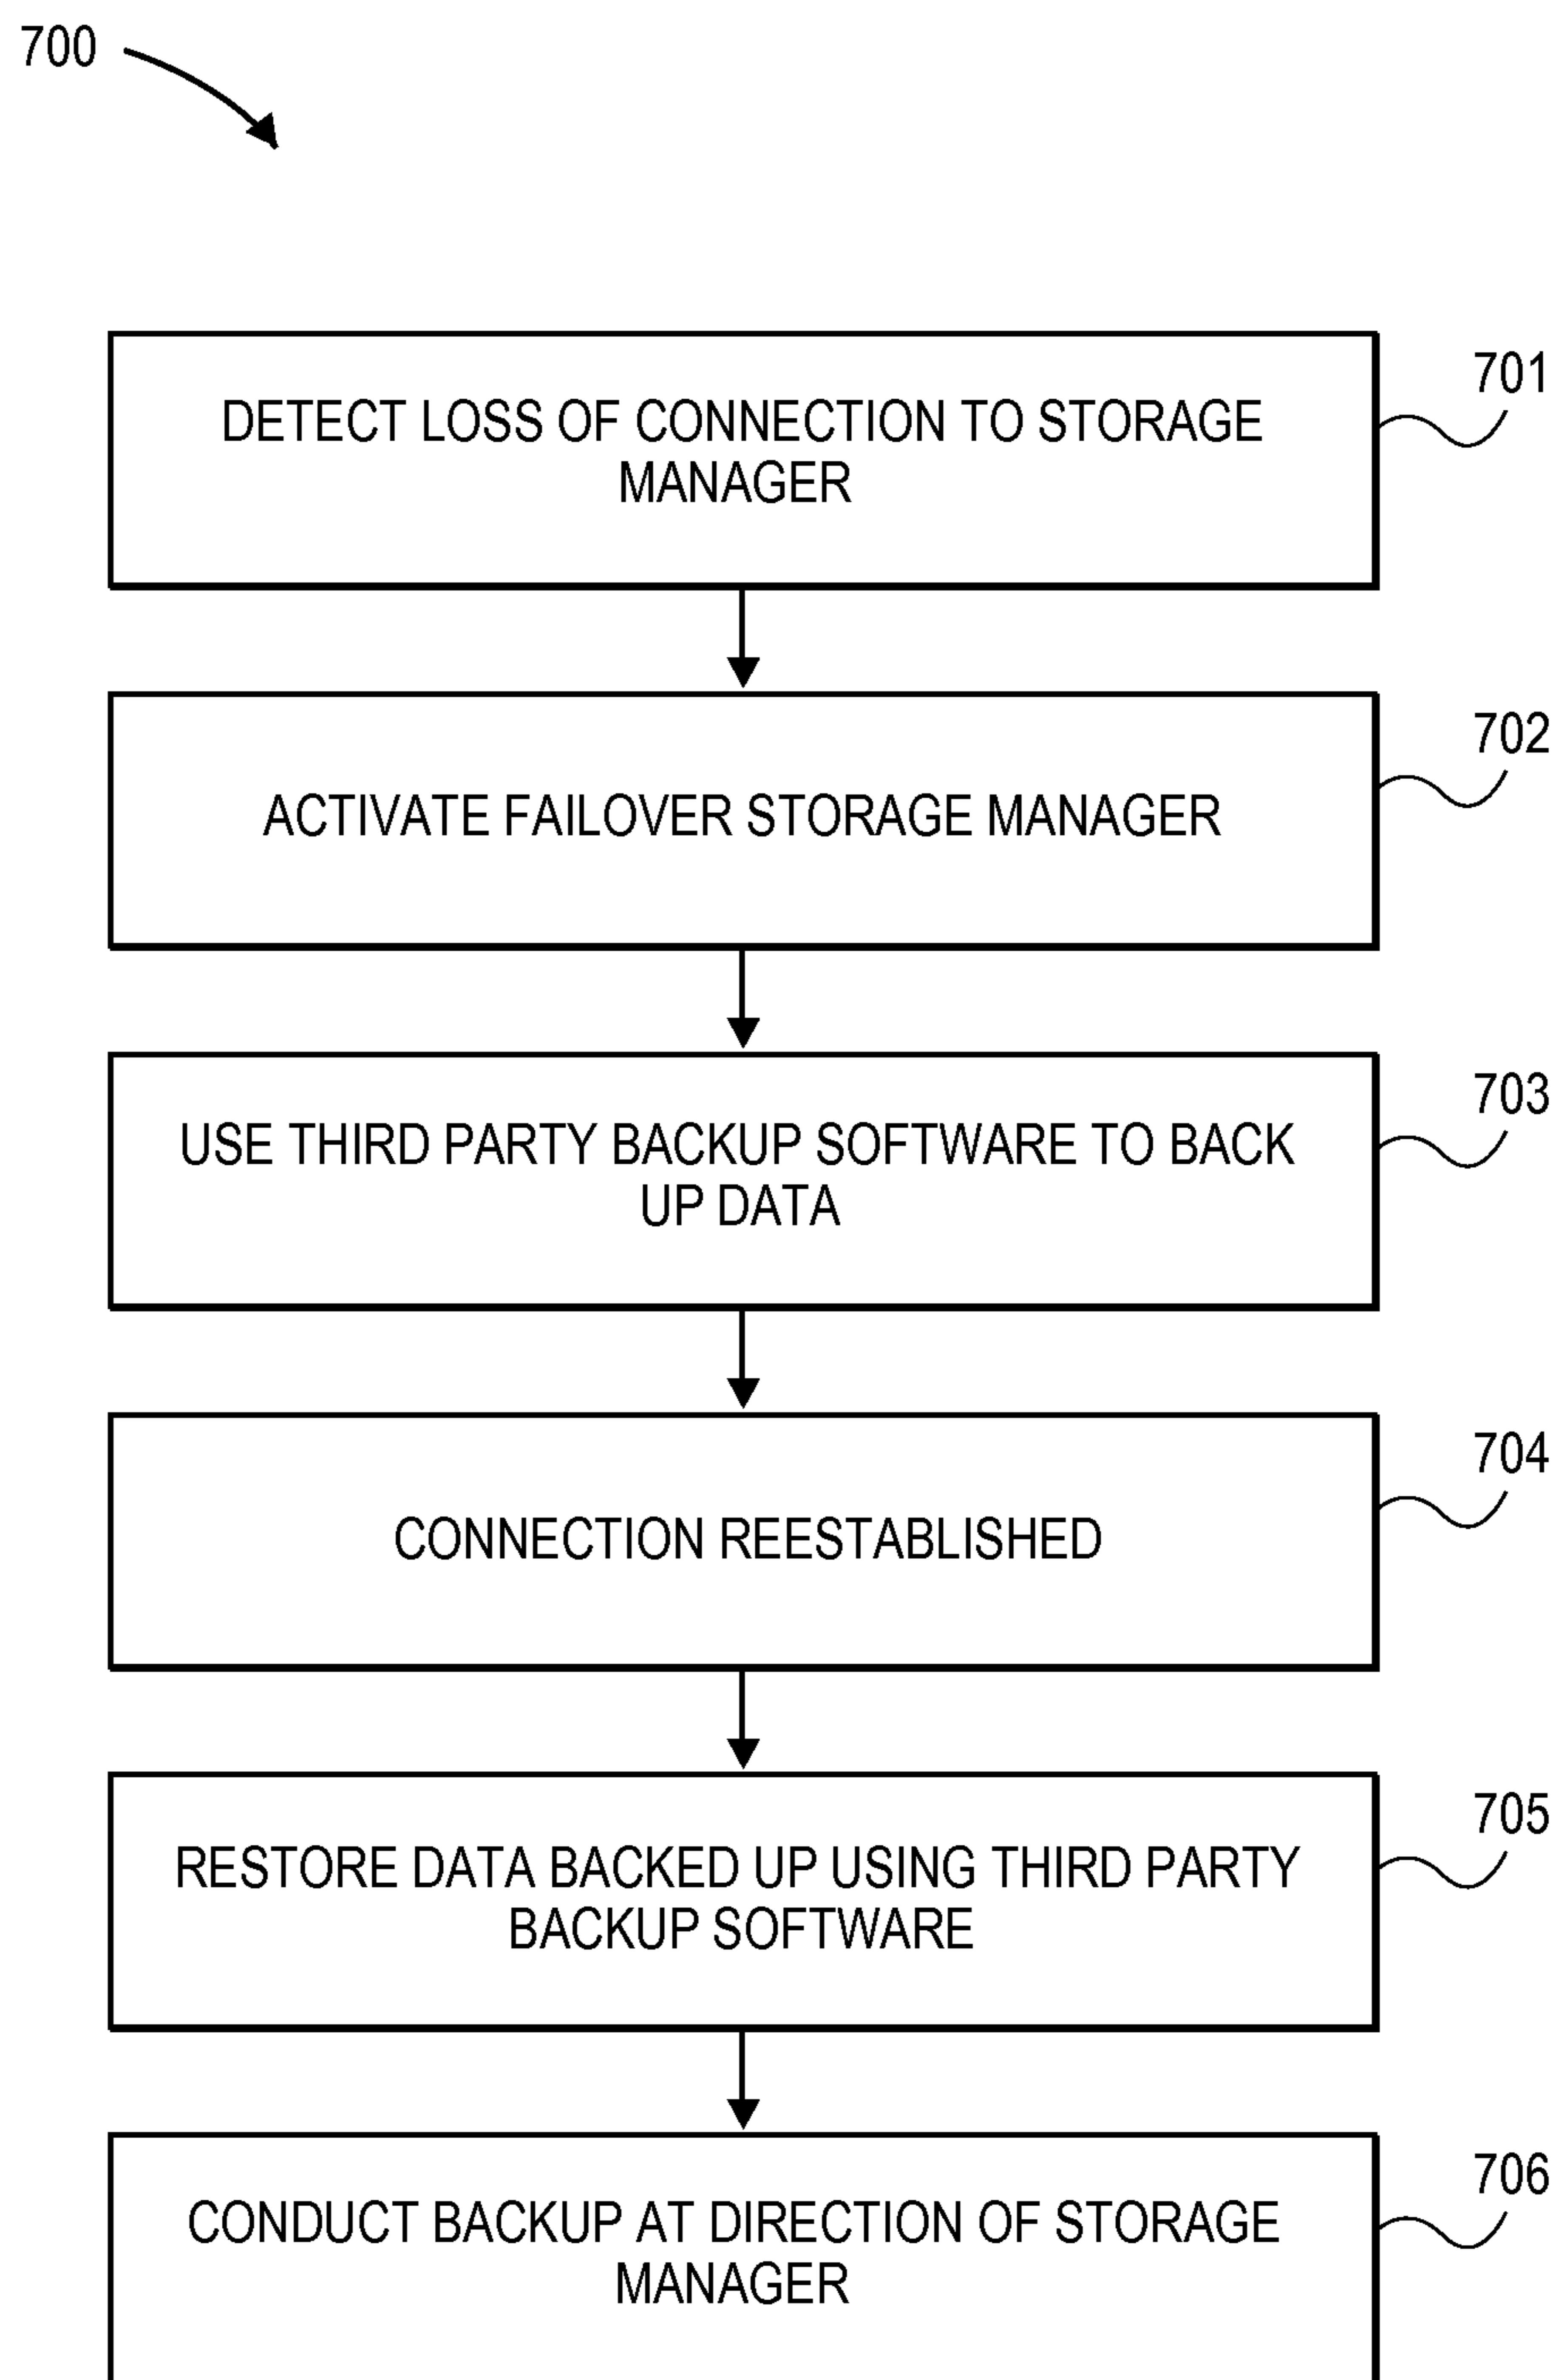 700
701
DETECT LOSS OF CONNECTION TO STORAGE
MANAGER
702
ACTIVATE FAILOVER STORAGE MANAGER
703
USE THIRD PARTY BACKUP SOFTWARE TO BACK
UP DATA
704
CONNECTION REESTABLISHED
705
RESTORE DATA BACKED UP USING THIRD PARTY
BACKUP SOFTWARE
706
CONDUCT BACKUP AT DIRECTION OF STORAGE
MANAGER